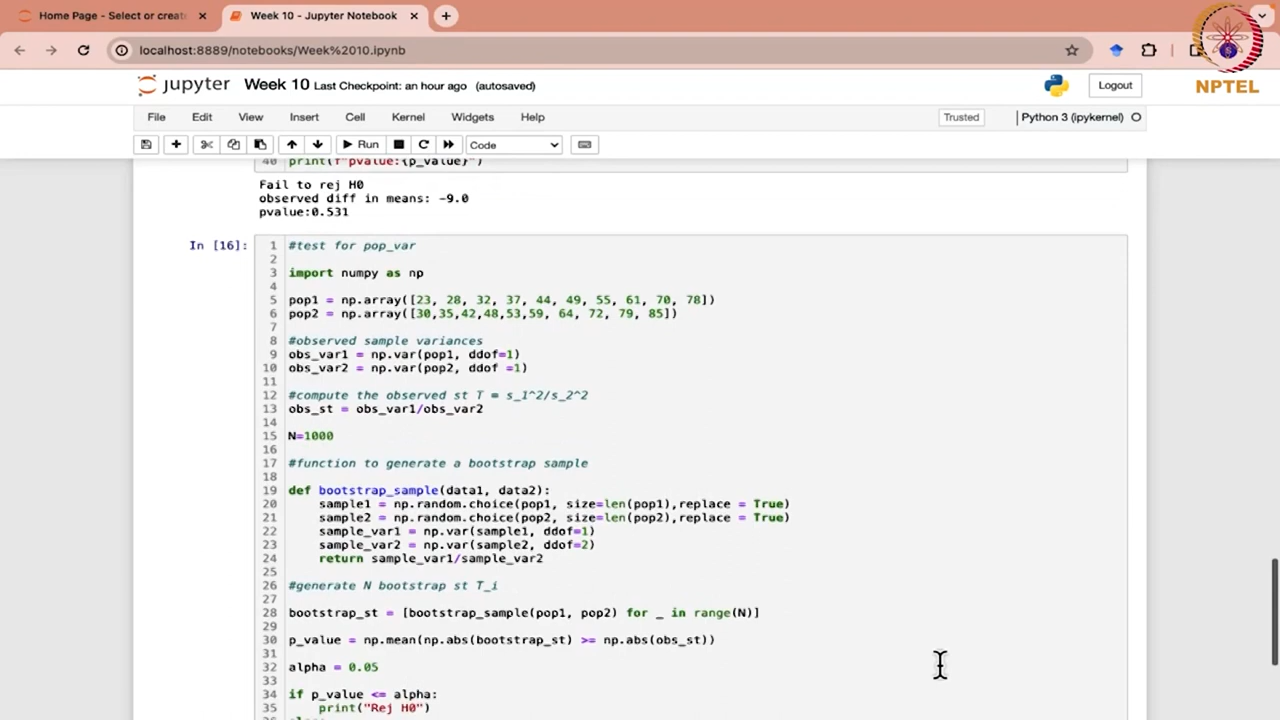 Home Page - Select or creat
Week 10 - Jupyter Notebook
localhost:8889/notebooks/Week%2010.ipynb
NPTEL
jupyter Week 10 Last Checkpoint: an hour ago (autosaved)
Logout
File Edit View Insert Cell Kernel Widgets Help
Trusted
Python 3 (ipykernel)
Run
Code
40 print(f"pvalue:{p_value}")
Fail to rej H0
observed diff in means: -9.0
pvalue:0.531
In [16]:
1 #test for pop_var
2
3 import numpy as np
4
5 pop1 = np.array([23, 28, 32, 37, 44, 49, 55, 61, 70, 78])
6 pop2 = np.array([30,35,42,48,53,59, 64, 72, 79, 85])
7
8 #observed sample variances
9 obs_var1 = np.var(pop1, ddof=1)
10 obs_var2 = np.var(pop2, ddof =1)
11
12 #compute the observed st T = s_1^2/s_2^2
13 obs_st = obs_var1/obs_var2
14
15 N=1000
16
17 #function to generate a bootstrap sample
18
19 def bootstrap_sample(data1, data2):
20 sample1 = np.random.choice(pop1, size=len(pop1),replace = True)
21 sample2 = np.random.choice(pop2, size=len(pop2),replace = True)
22 sample_var1 = np.var(sample1, ddof=1)
23 sample_var2 = np.var(sample2, ddof=2)
24 return sample_var1/sample_var2
25
26 #generate N bootstrap st T_i
27
28 bootstrap_st = [bootstrap_sample(pop1, pop2) for _ in range(N)]
29
30 p_value = np.mean(np.abs(bootstrap_st) >= np.abs(obs_st))
31
32 alpha = 0.05
33
34 if p_value <= alpha:
35 print("Rej H0")